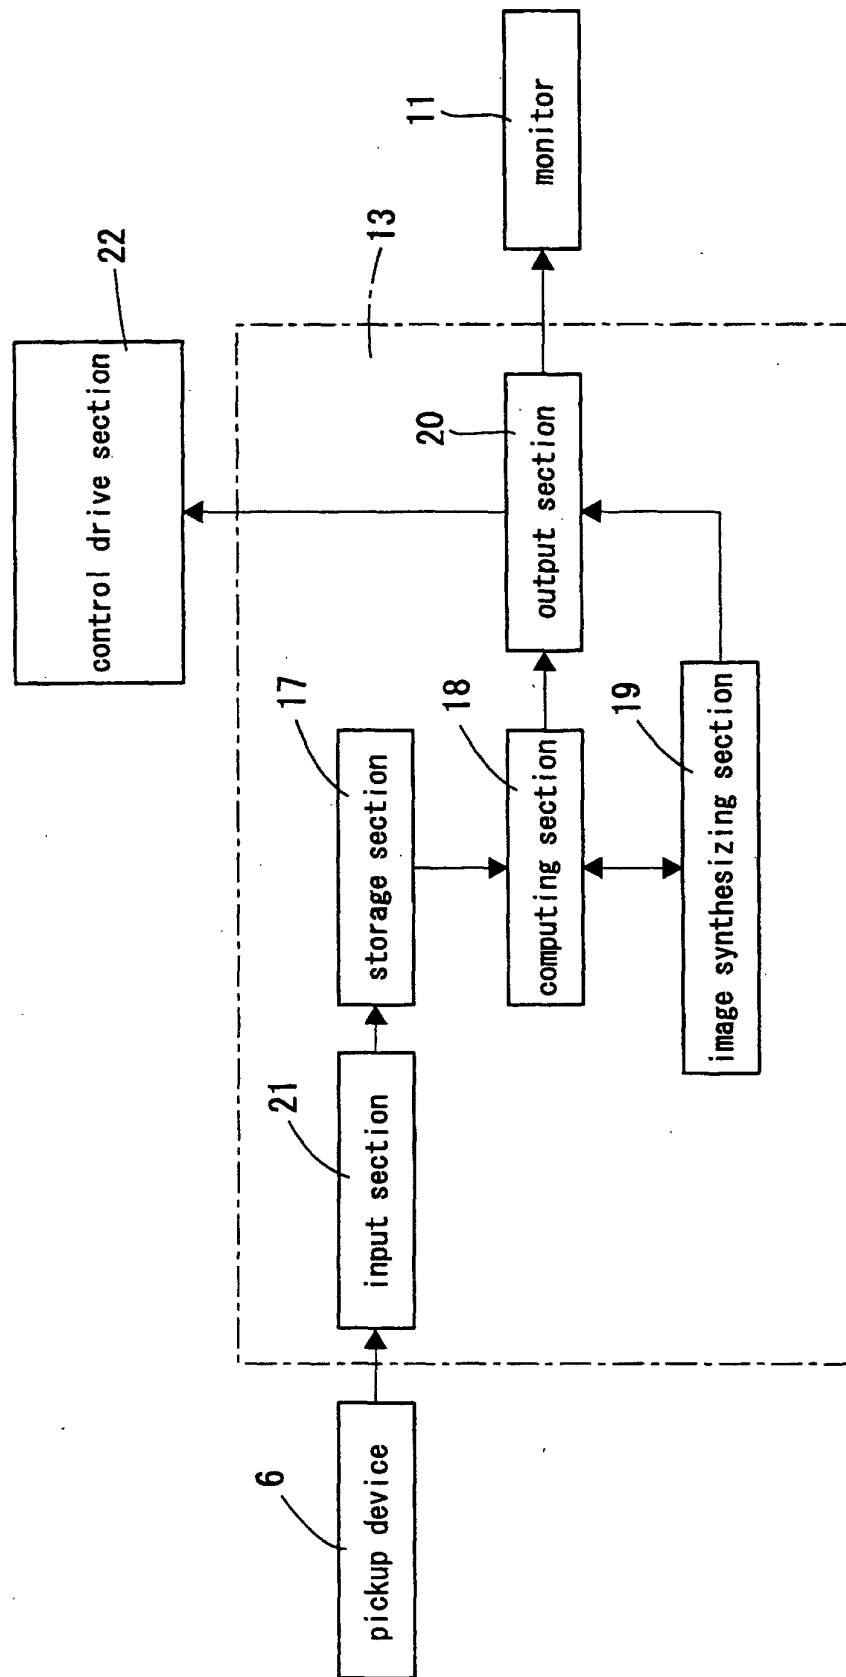 control drive section
22
13
11
monitor
20
output section
17
storage section
18
computing section
19
image synthesizing section
21
input section
6
pickup device